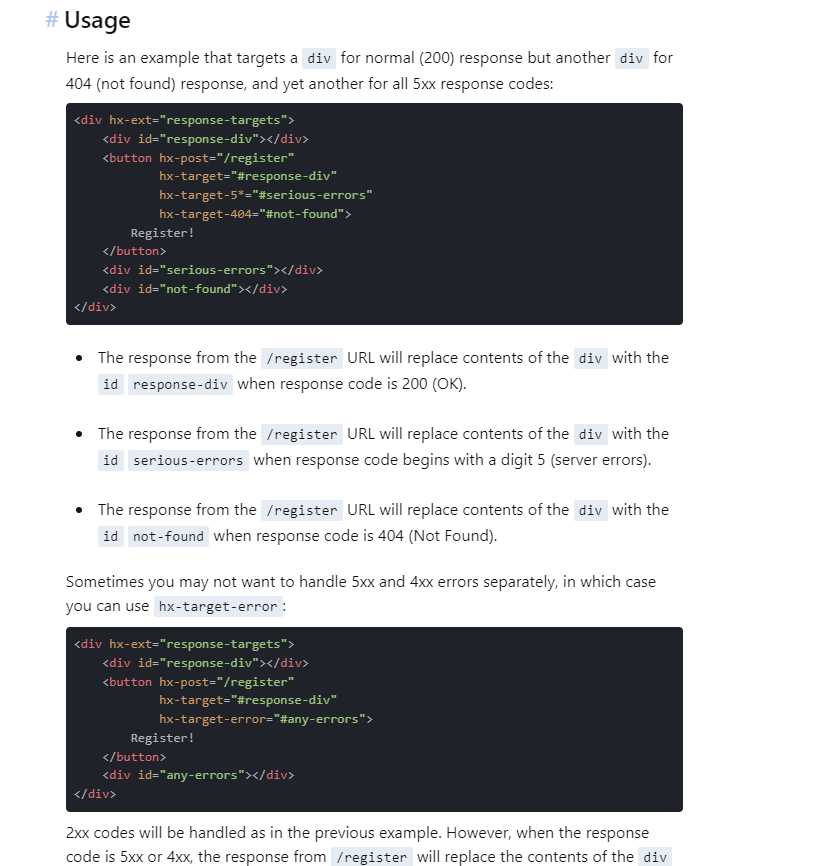 # Usage
Here is an example that targets a div for normal (200) response but another div for
404 (not found) response, and yet another for all 5xx response codes:
<div hx-ext="response-targets">
    <div id="response-div"></div>
    <button hx-post="/register"
            hx-target="#response-div"
            hx-target-5*="#serious-errors"
            hx-target-404="#not-found">
        Register!
    </button>
    <div id="serious-errors"></div>
    <div id="not-found"></div>
</div>
• The response from the /register URL will replace contents of the div with the
id response-div when response code is 200 (OK).
• The response from the /register URL will replace contents of the div with the
id serious-errors when response code begins with a digit 5 (server errors).
• The response from the /register URL will replace contents of the div with the
id not-found when response code is 404 (Not Found).
Sometimes you may not want to handle 5xx and 4xx errors separately, in which case
you can use hx-target-error:
<div hx-ext="response-targets">
    <div id="response-div"></div>
    <button hx-post="/register"
            hx-target="#response-div"
            hx-target-error="#any-errors">
        Register!
    </button>
    <div id="any-errors"></div>
</div>
2xx codes will be handled as in the previous example. However, when the response
code is 5xx or 4xx, the response from /register will replace the contents of the div